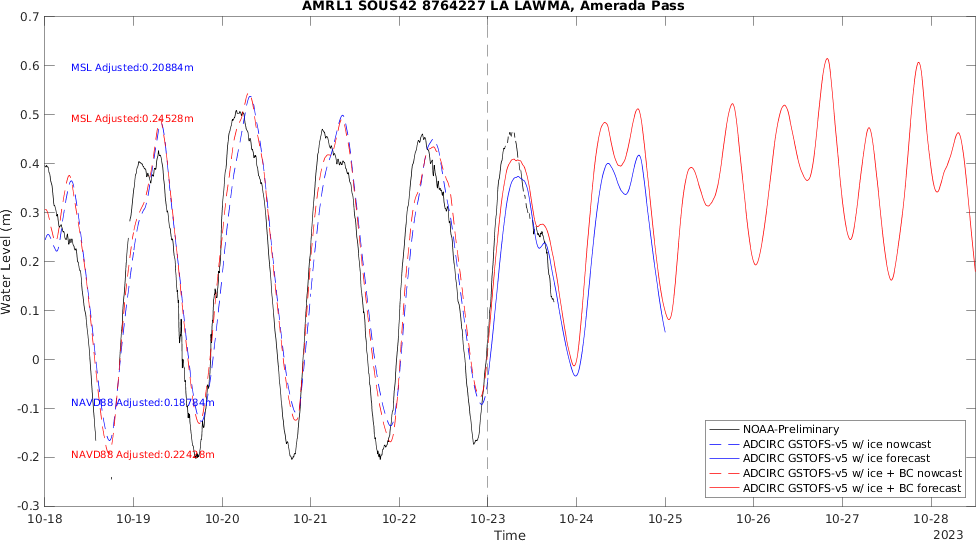 AMRL1 SOUS42 8764227 LA LAWMA, Amerada Pass
0.7
0.6
0.5
0.4
0.3
0.2
0.1
0
-0.1
-0.2
-0.3
Water Level (m)
MSL Adjusted:0.20884m
MSL Adjusted:0.24528m
NAVD88 Adjusted:0.18784m
NAVD88 Adjusted:0.22428m
NOAA-Preliminary
ADCIRC GSTOFS-v5 w/ ice nowcast
ADCIRC GSTOFS-v5 w/ ice forecast
ADCIRC GSTOFS-v5 w/ ice + BC nowcast
ADCIRC GSTOFS-v5 w/ ice + BC forecast
10-18 10-19 10-20 10-21 10-22 10-23 10-24 10-25 10-26 10-27 10-28
Time
2023